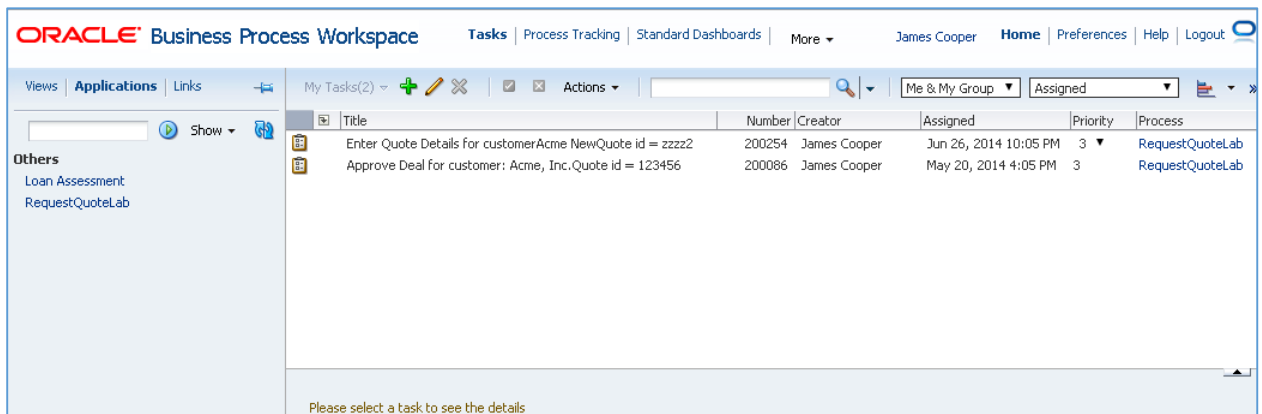 ORACLE Business Process Workspace Tasks | Process Tracking | Standard Dashboards | More James Cooper Home | Preferences | Help | Logout
Views | Applications | Links My Tasks(2) Actions Me & My Group Assigned »
Show
Title Number Creator Assigned Priority Process
Enter Quote Details for customerAcme NewQuote id = zzzz2 200254 James Cooper Jun 26, 2014 10:05 PM 3 RequestQuoteLab
Others
Approve Deal for customer: Acme, Inc.Quote id = 123456 200086 James Cooper May 20, 2014 4:05 PM 3 RequestQuoteLab
Loan Assessment
RequestQuoteLab
Please select a task to see the details